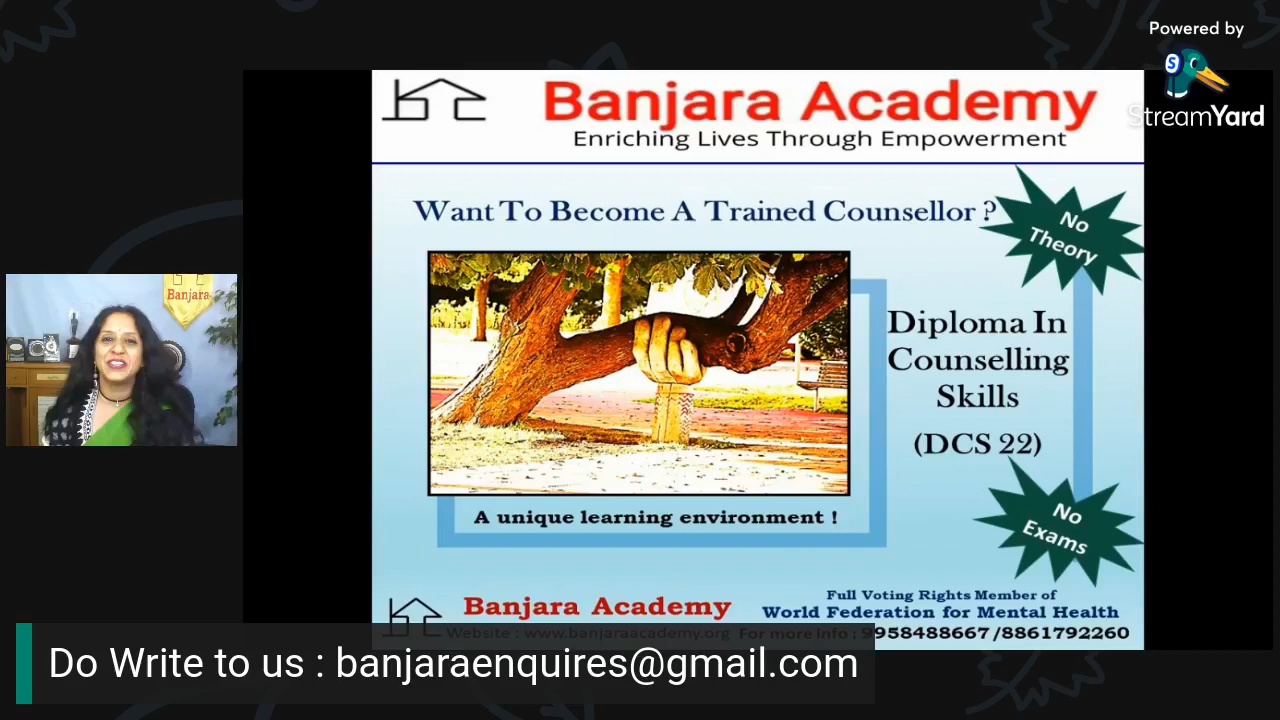 Powered by
StreamYard
Banjara Academy
Enriching Lives Through Empowerment
Want To Become A Trained Counsellor ?
No
Theory
Banjara
Diploma In
Counselling
Skills
(DCS 22)
No
Exams
A unique learning environment !
Banjara Academy
Full Voting Rights Member of
World Federation for Mental Health
Website : www.banjaraacademy.org For more info : 9958488667 /8861792260
Do Write to us : banjaraenquires@gmail.com